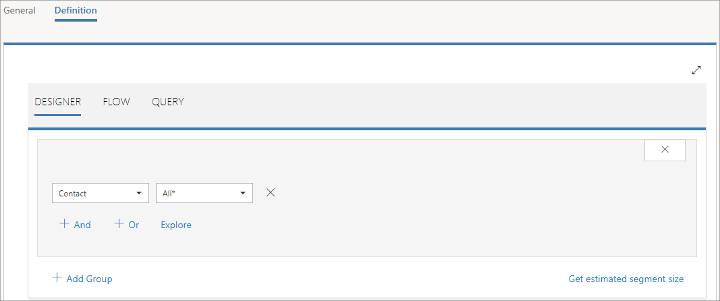 General Definition
DESIGNER FLOW QUERY
Contact All*
And Or Explore
Add Group Get estimated segment size